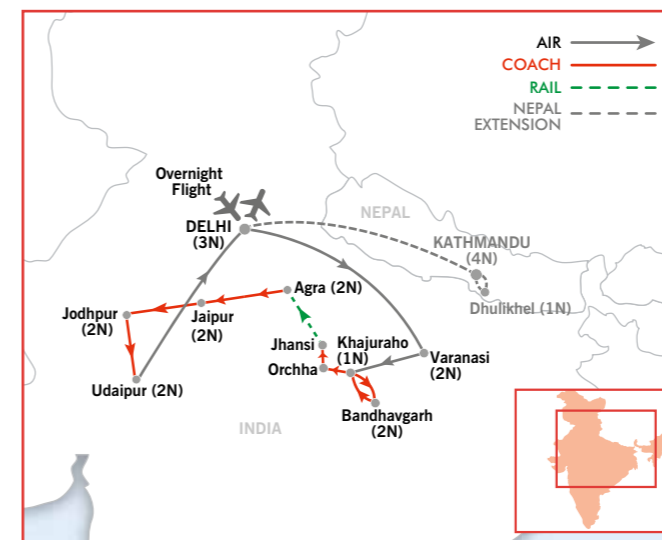 AIR
COACH
RAIL
NEPAL
EXTENSION
Overnight
Flight
DELHI
(3N)
NEPAL
KATHMANDU
(4N)
Dhulikhel (1N)
Agra (2N)
Jodhpur
(2N)
Jaipur
(2N)
Jhansi
Khajuraho
(1N)
Orchha
Varanasi
(2N)
Udaipur (2N)
Bandhavgarh
(2N)
INDIA